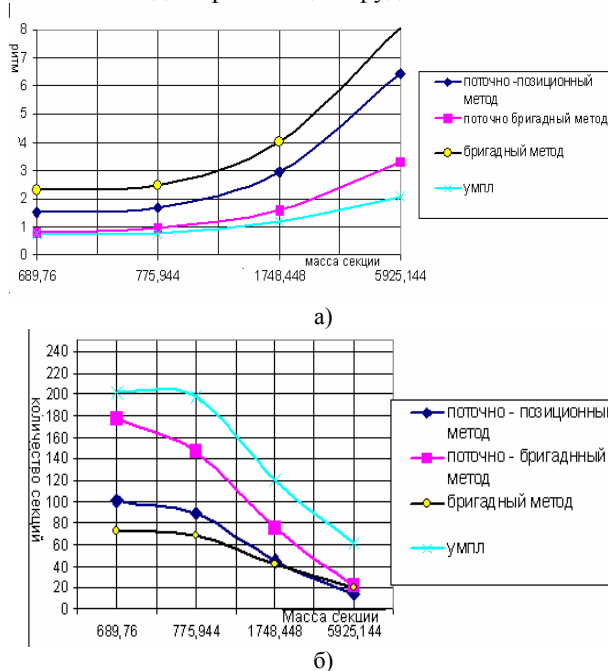 8
7
6
5
4
3
2
1
0
ритм
689,76
775,944
1748,448
5925,144
масса секции
поточно -позиционный
метод
поточно бригадный метод
бригадный метод
умпл
а)
240
220
200
180
160
140
120
100
80
60
40
20
0
количество секций
Масса секции
689,76
775,944
1748,448
5925,144
поточно - позиционный
метод
поточно - бригаднный
метод
бригадный метод
умпл
б)